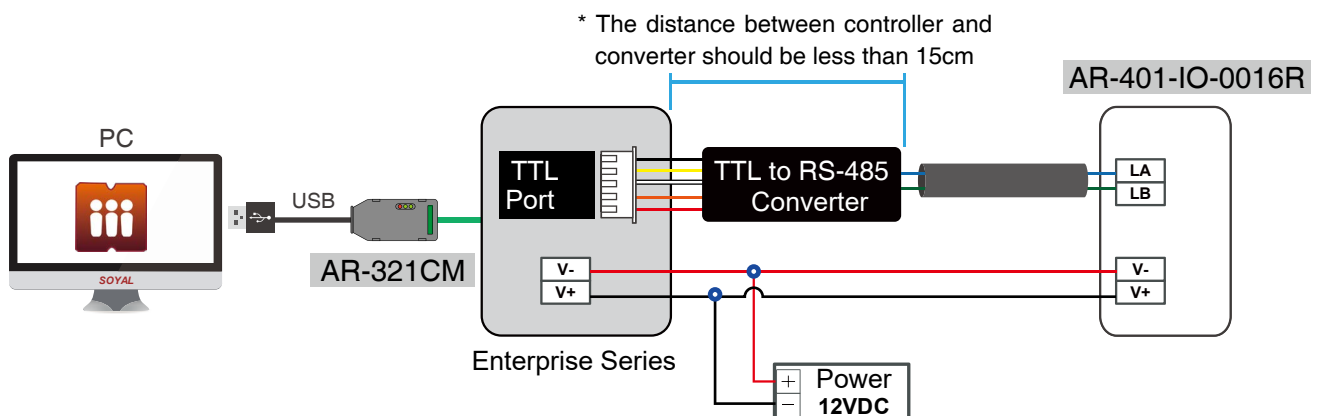 * The distance between controller and
converter should be less than 15cm
AR-401-IO-0016R
PC
SOYAL
USB
AR-321CM
TTL
Port
TTL to RS-485
Converter
LA
LB
V-
V+
V-
V+
Enterprise Series
+ Power
− 12VDC